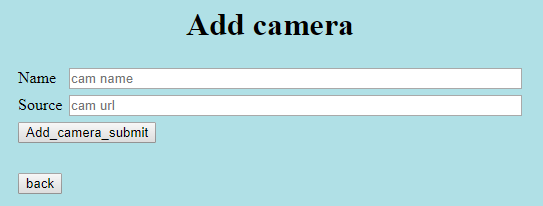 Add camera
Name cam name
Source cam url
Add_camera_submit
back